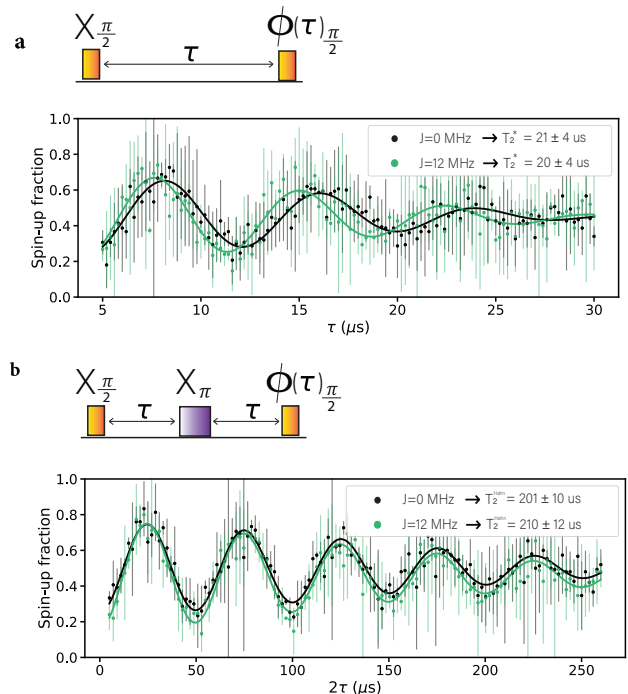 a
X π/2
τ
ϕ(τ) π/2
Spin-up fraction
1.0
0.8
0.6
0.4
0.2
0.0
J=0 MHz → T₂* = 21 ± 4 us
J=12 MHz → T₂* = 20 ± 4 us
5 10 15 20 25 30
τ (μs)
b
X π/2
τ
X π
τ
ϕ(τ) π/2
Spin-up fraction
1.0
0.8
0.6
0.4
0.2
0.0
J=0 MHz → T₂ᴴᵃʰⁿ = 201 ± 10 us
J=12 MHz → T₂ᴴᵃʰⁿ = 210 ± 12 us
0 50 100 150 200 250
2τ (μs)